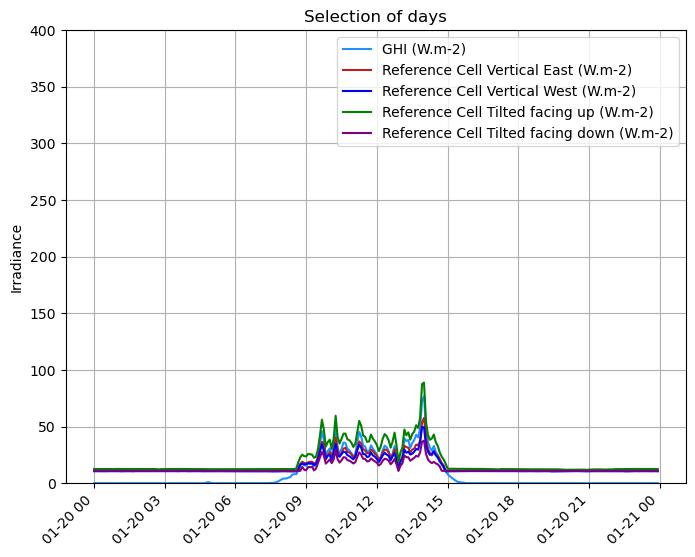 Selection of days
400
350
300
250
200
150
100
50
0
Irradiance
GHI (W.m-2)
Reference Cell Vertical East (W.m-2)
Reference Cell Vertical West (W.m-2)
Reference Cell Tilted facing up (W.m-2)
Reference Cell Tilted facing down (W.m-2)
01-20 00
01-20 03
01-20 06
01-20 09
01-20 12
01-20 15
01-20 18
01-20 21
01-21 00